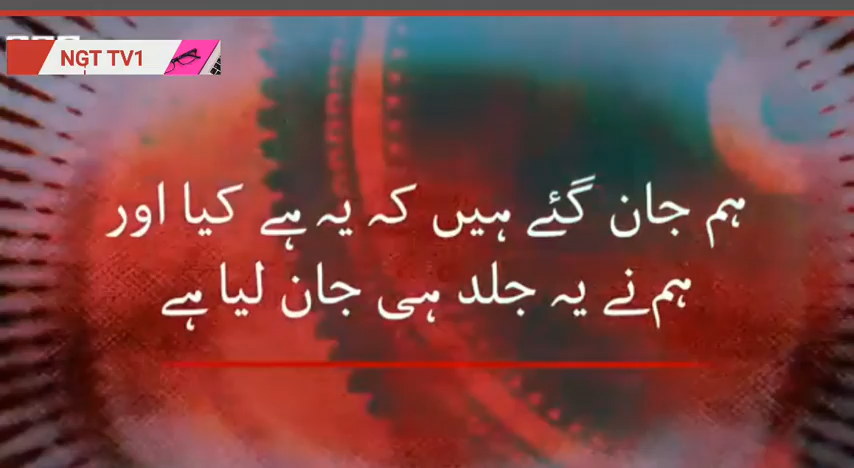 NGT TV1
ہم جان گئے ہیں کہ یہ ہے کیا اور
ہم نے یہ جلد ہی جان لیا ہے